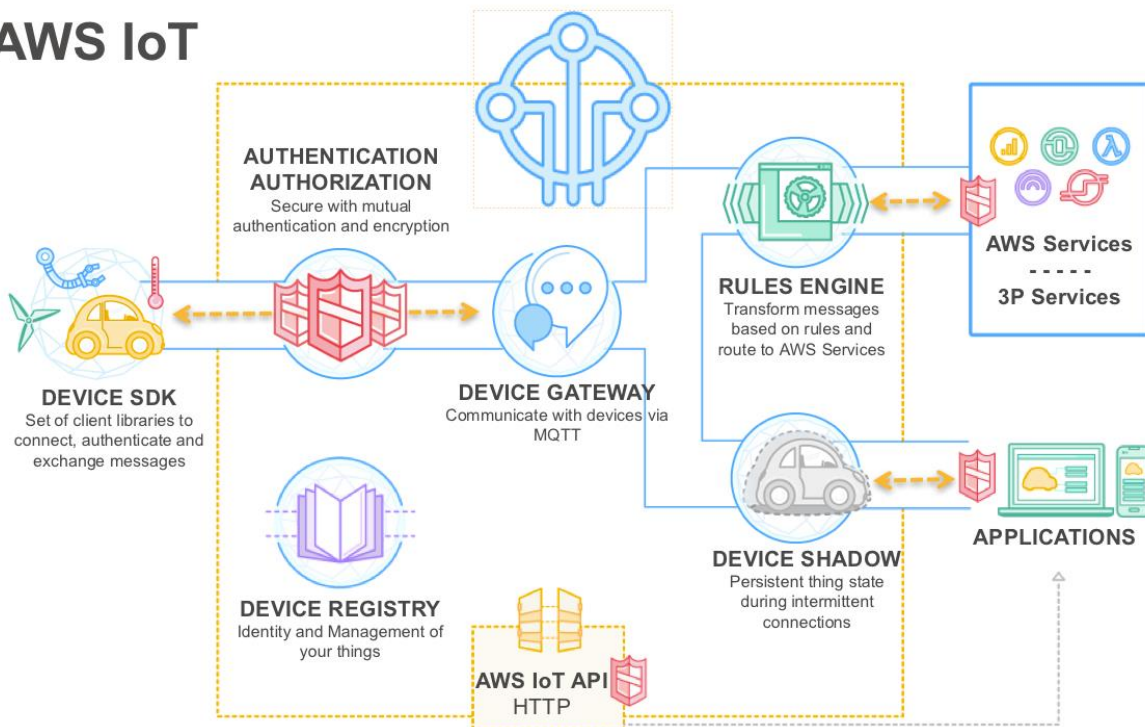 AWS IoT
AUTHENTICATION
AUTHORIZATION
Secure with mutual
authentication and encryption
DEVICE SDK
Set of client libraries to
connect, authenticate and
exchange messages
DEVICE GATEWAY
Communicate with devices via
MQTT
RULES ENGINE
Transform messages
based on rules and
route to AWS Services
AWS Services
- - - - -
3P Services
DEVICE REGISTRY
Identity and Management of
your things
DEVICE SHADOW
Persistent thing state
during intermittent
connections
APPLICATIONS
AWS IoT API
HTTP